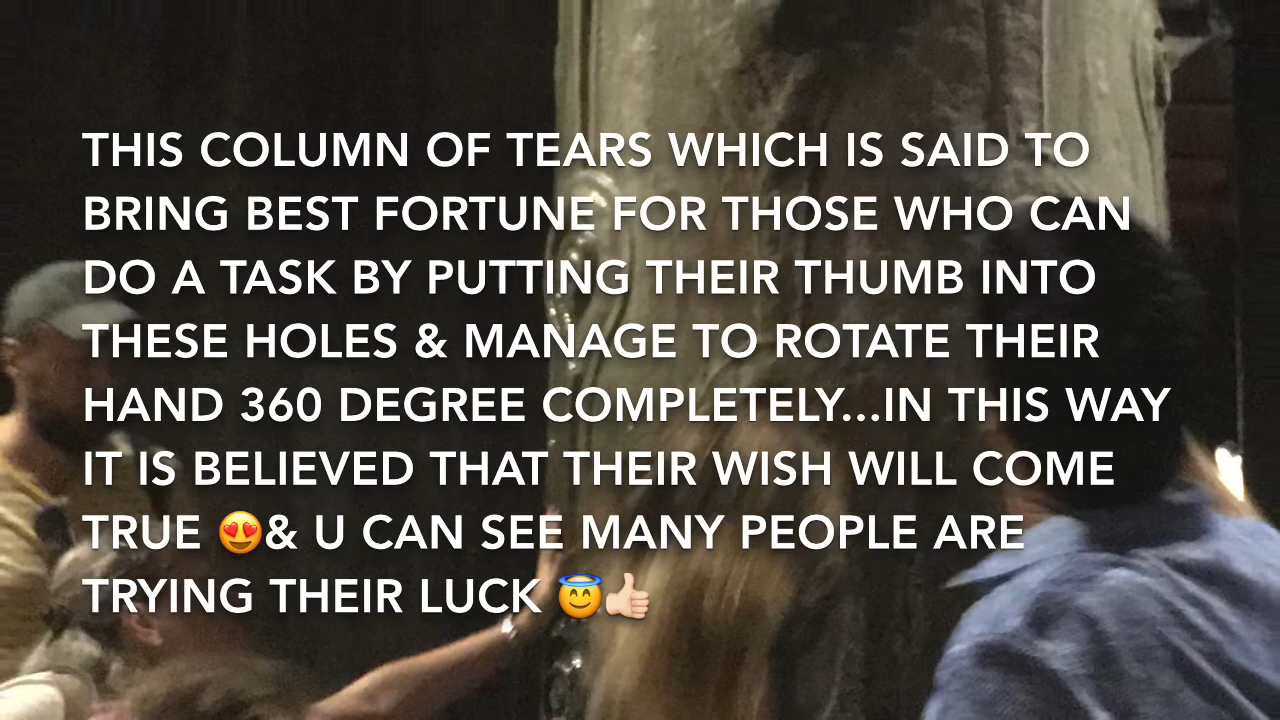 THIS COLUMN OF TEARS WHICH IS SAID TO
BRING BEST FORTUNE FOR THOSE WHO CAN
DO A TASK BY PUTTING THEIR THUMB INTO
THESE HOLES & MANAGE TO ROTATE THEIR
HAND 360 DEGREE COMPLETELY...IN THIS WAY
IT IS BELIEVED THAT THEIR WISH WILL COME
TRUE 😍& U CAN SEE MANY PEOPLE ARE
TRYING THEIR LUCK 😇👍🏻